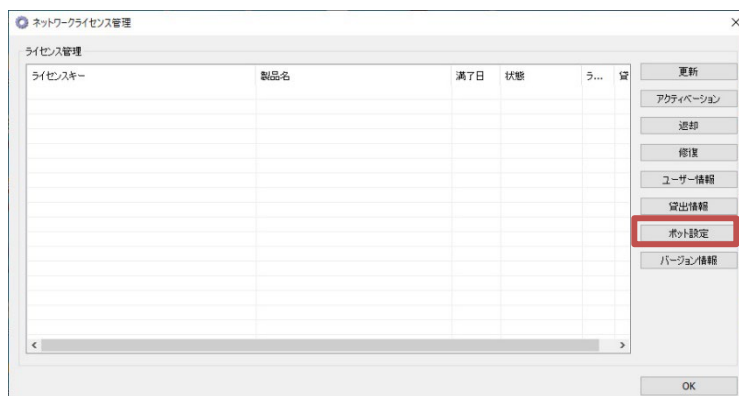 ネットワークライセンス管理
ライセンス管理
ライセンスキー 製品名 満了日 状態 ラ... 貸
更新
アクティベーション
返却
修復
ユーザー情報
貸出情報
ポット設定
バージョン情報
OK